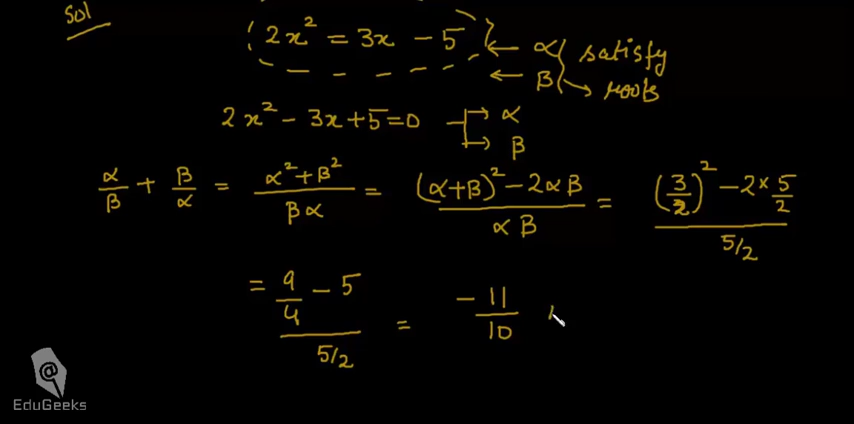 Sol
2x² = 3x - 5 ← α satisfy
← β → roots
2x² - 3x + 5 = 0 → α
→ β
α/β + β/α = (α² + β²)/(βα) = ((α+β)² - 2αβ)/(αβ) = ((3/2)² - 2 × 5/2)/(5/2)
= (9/4 - 5)/(5/2) = -11/10
@
EduGeeks